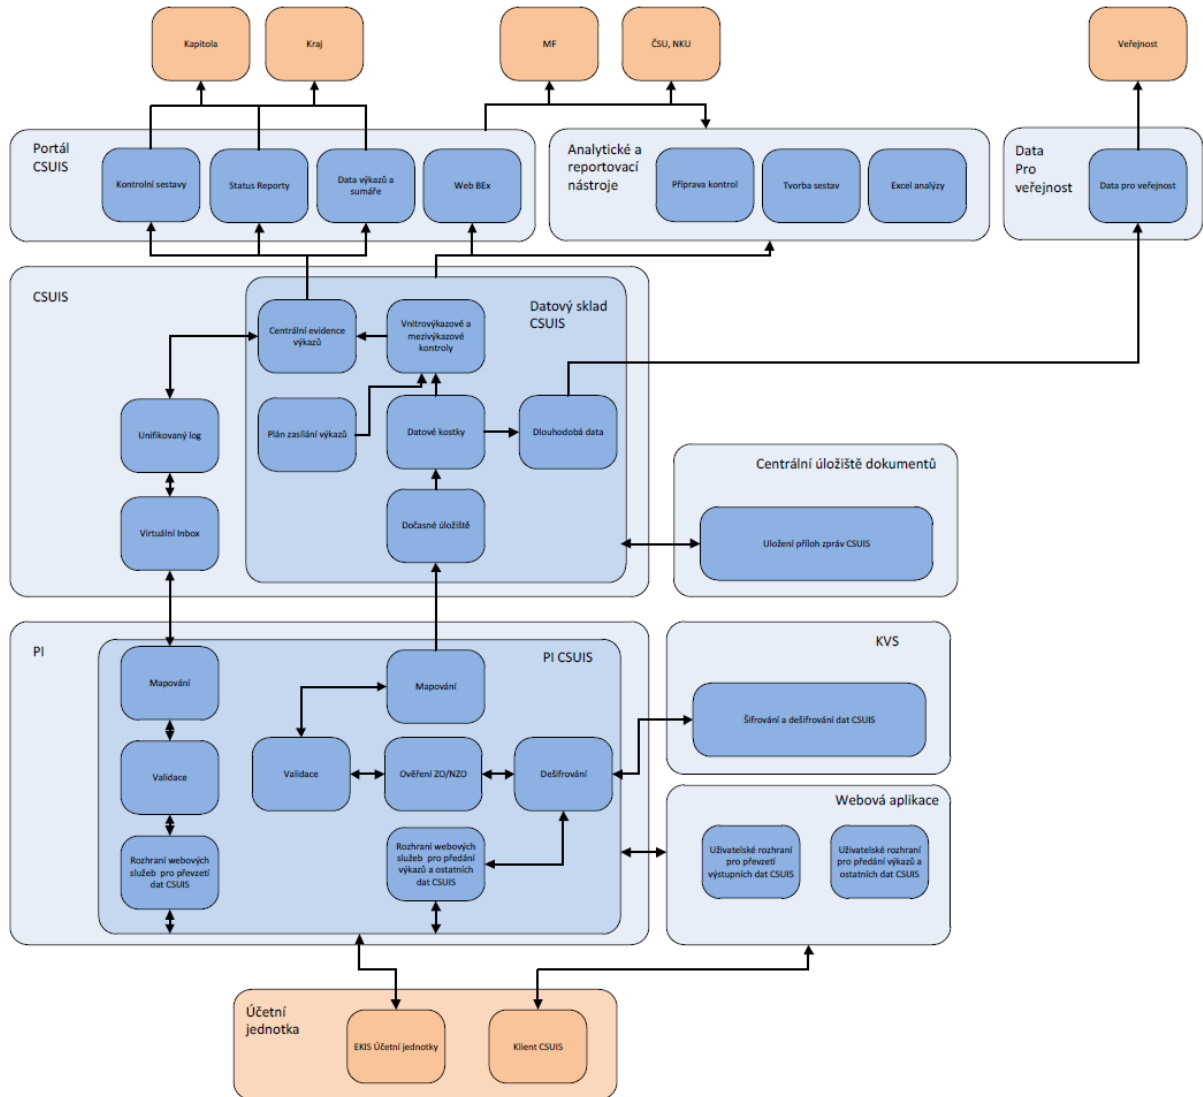 Kapitola
Kraj
MF
ČSU, NKU
Veřejnost
Portál
CSUIS
Kontrolní sestavy
Status Reporty
Data výkazů a
sumáře
Web BEx
Analytické a
reportovací
nástroje
Příprava kontrol
Tvorba sestav
Excel analýzy
Data
Pro
veřejnost
Data pro veřejnost
CSUIS
Datový sklad
CSUIS
Centrální evidence
výkazů
Vnitrovýkazové a
mezivýkazové
kontroly
Unifikovaný log
Plán zasílání výkazů
Datové kostky
Dlouhodobá data
Virtuální Inbox
Dočasné úložiště
Centrální úložiště dokumentů
Uložení příloh zpráv CSUIS
PI
PI CSUIS
Mapování
Mapování
KVS
Šifrování a dešifrování dat CSUIS
Validace
Validace
Ověření ZO/NZO
Dešifrování
Rozhraní webových
služeb pro převzetí
dat CSUIS
Rozhraní webových
služeb pro předání
výkazů a ostatních
dat CSUIS
Webová aplikace
Uživatelské rozhraní
pro převzetí
výstupních dat CSUIS
Uživatelské rozhraní
pro předání výkazů a
ostatních dat CSUIS
Účetní
jednotka
EKIS Účetní jednotky
Klient CSUIS